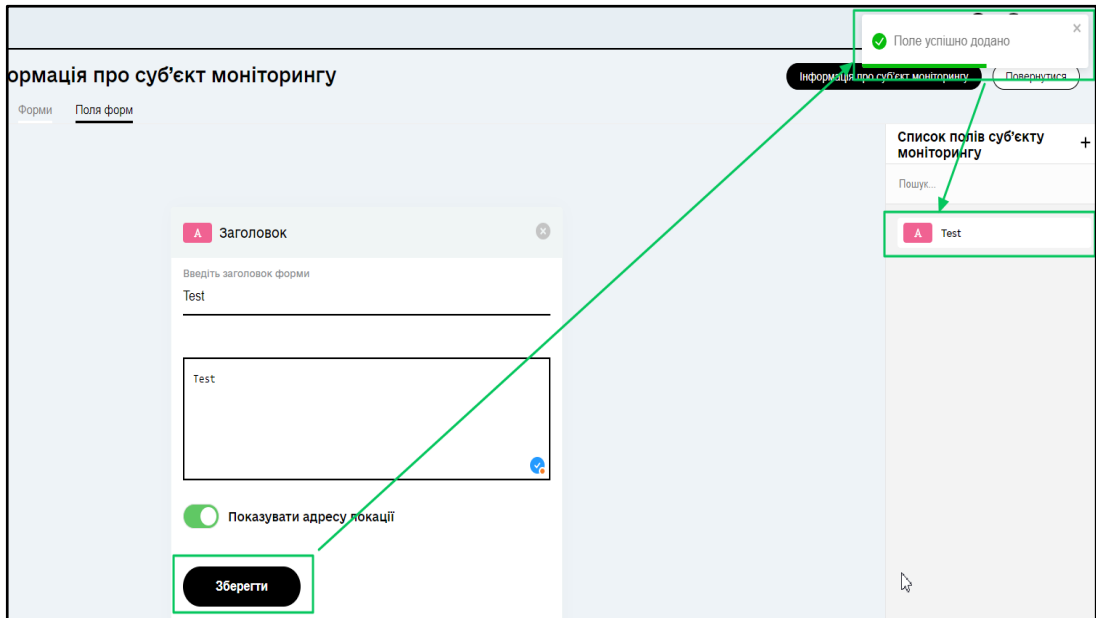 Поле успішно додано
ормація про суб’єкт моніторингу
Інформація про суб’єкт моніторингу
Повернутися
Форми
Поля форм
Список полів суб’єкту
моніторингу
Пошук...
A Test
A Заголовок
Введіть заголовок форми
Test
Test
Показувати адресу локації
Зберегти